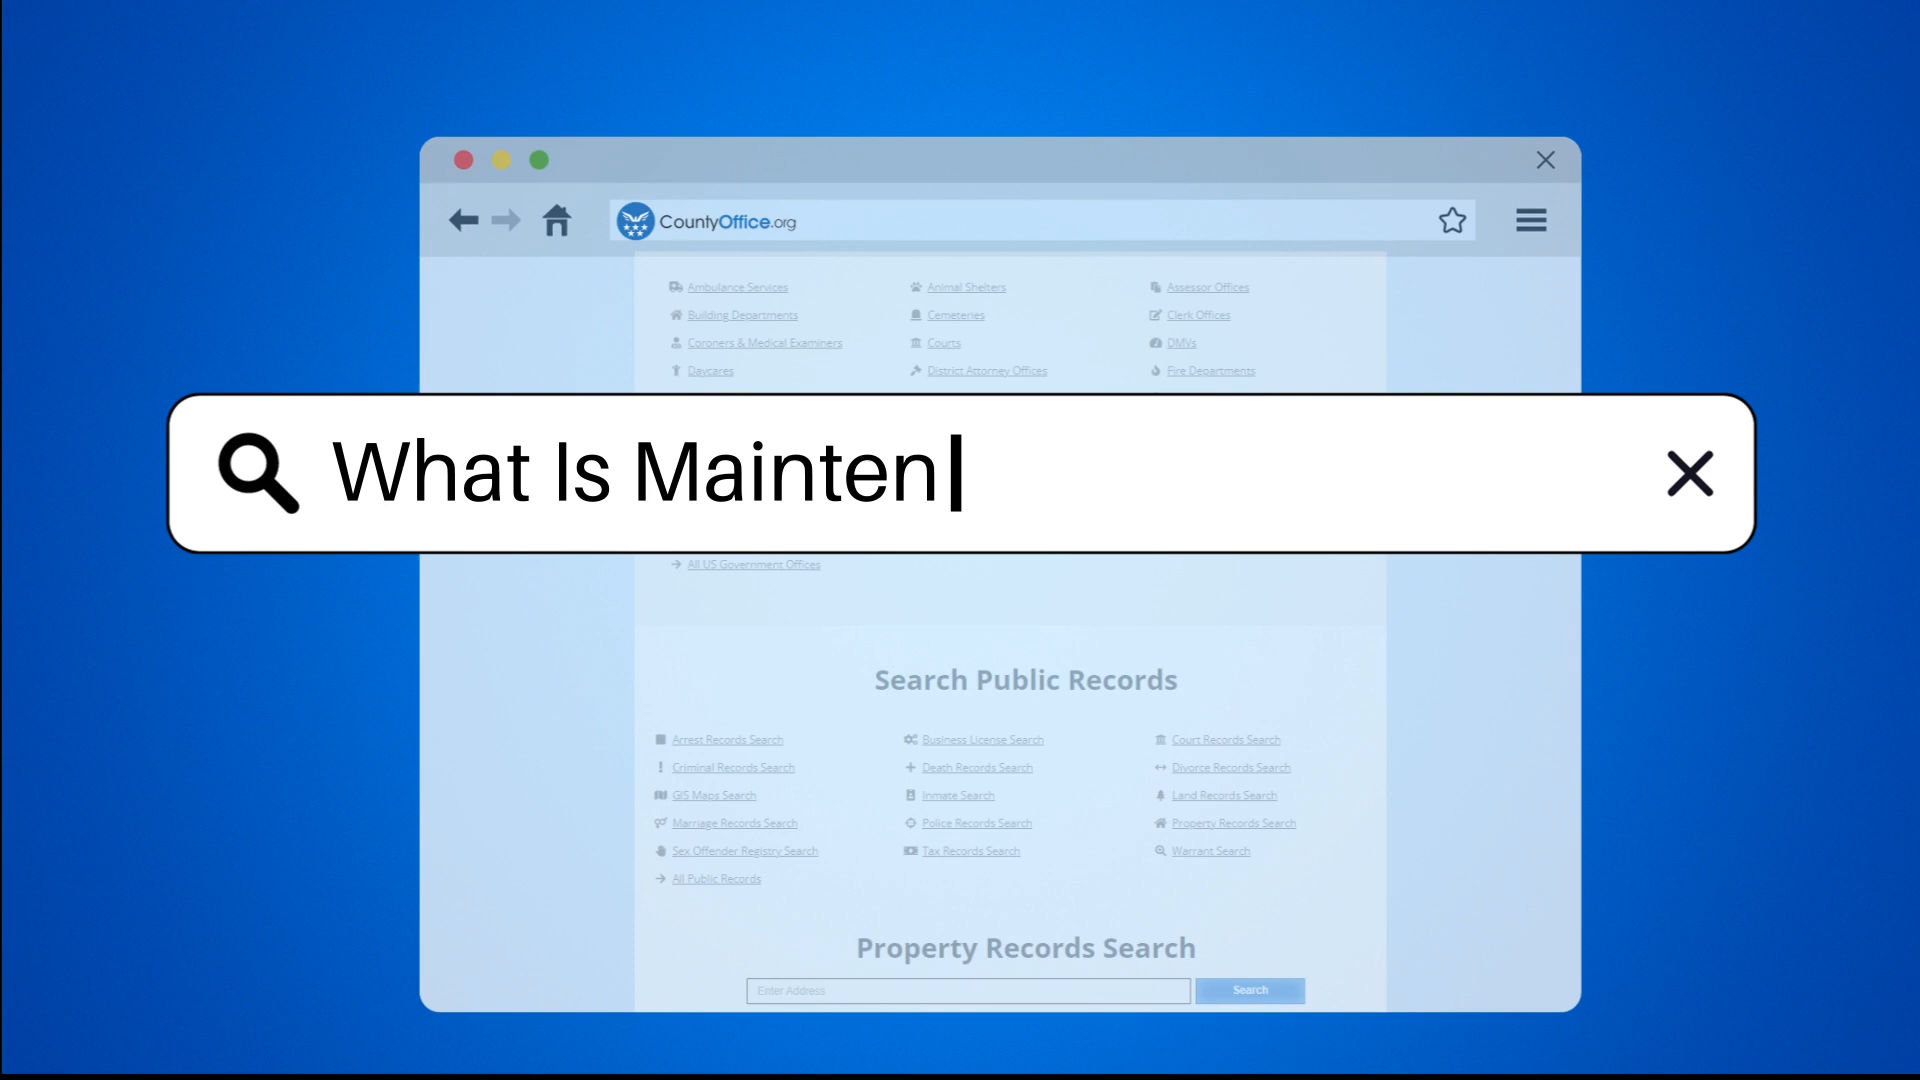 CountyOffice.org
Ambulance Services Animal Shelters Assessor Offices
Building Departments Cemeteries Clerk Offices
Coroners & Medical Examiners Courts DMVs
Daycares District Attorney Offices Fire Departments
What Is Mainten
All US Government Offices
Search Public Records
Arrest Records Search Business License Search Court Records Search
Criminal Records Search Death Records Search Divorce Records Search
GIS Maps Search Inmate Search Land Records Search
Marriage Records Search Police Records Search Property Records Search
Sex Offender Registry Search Tax Records Search Warrant Search
All Public Records
Property Records Search
Enter Address Search